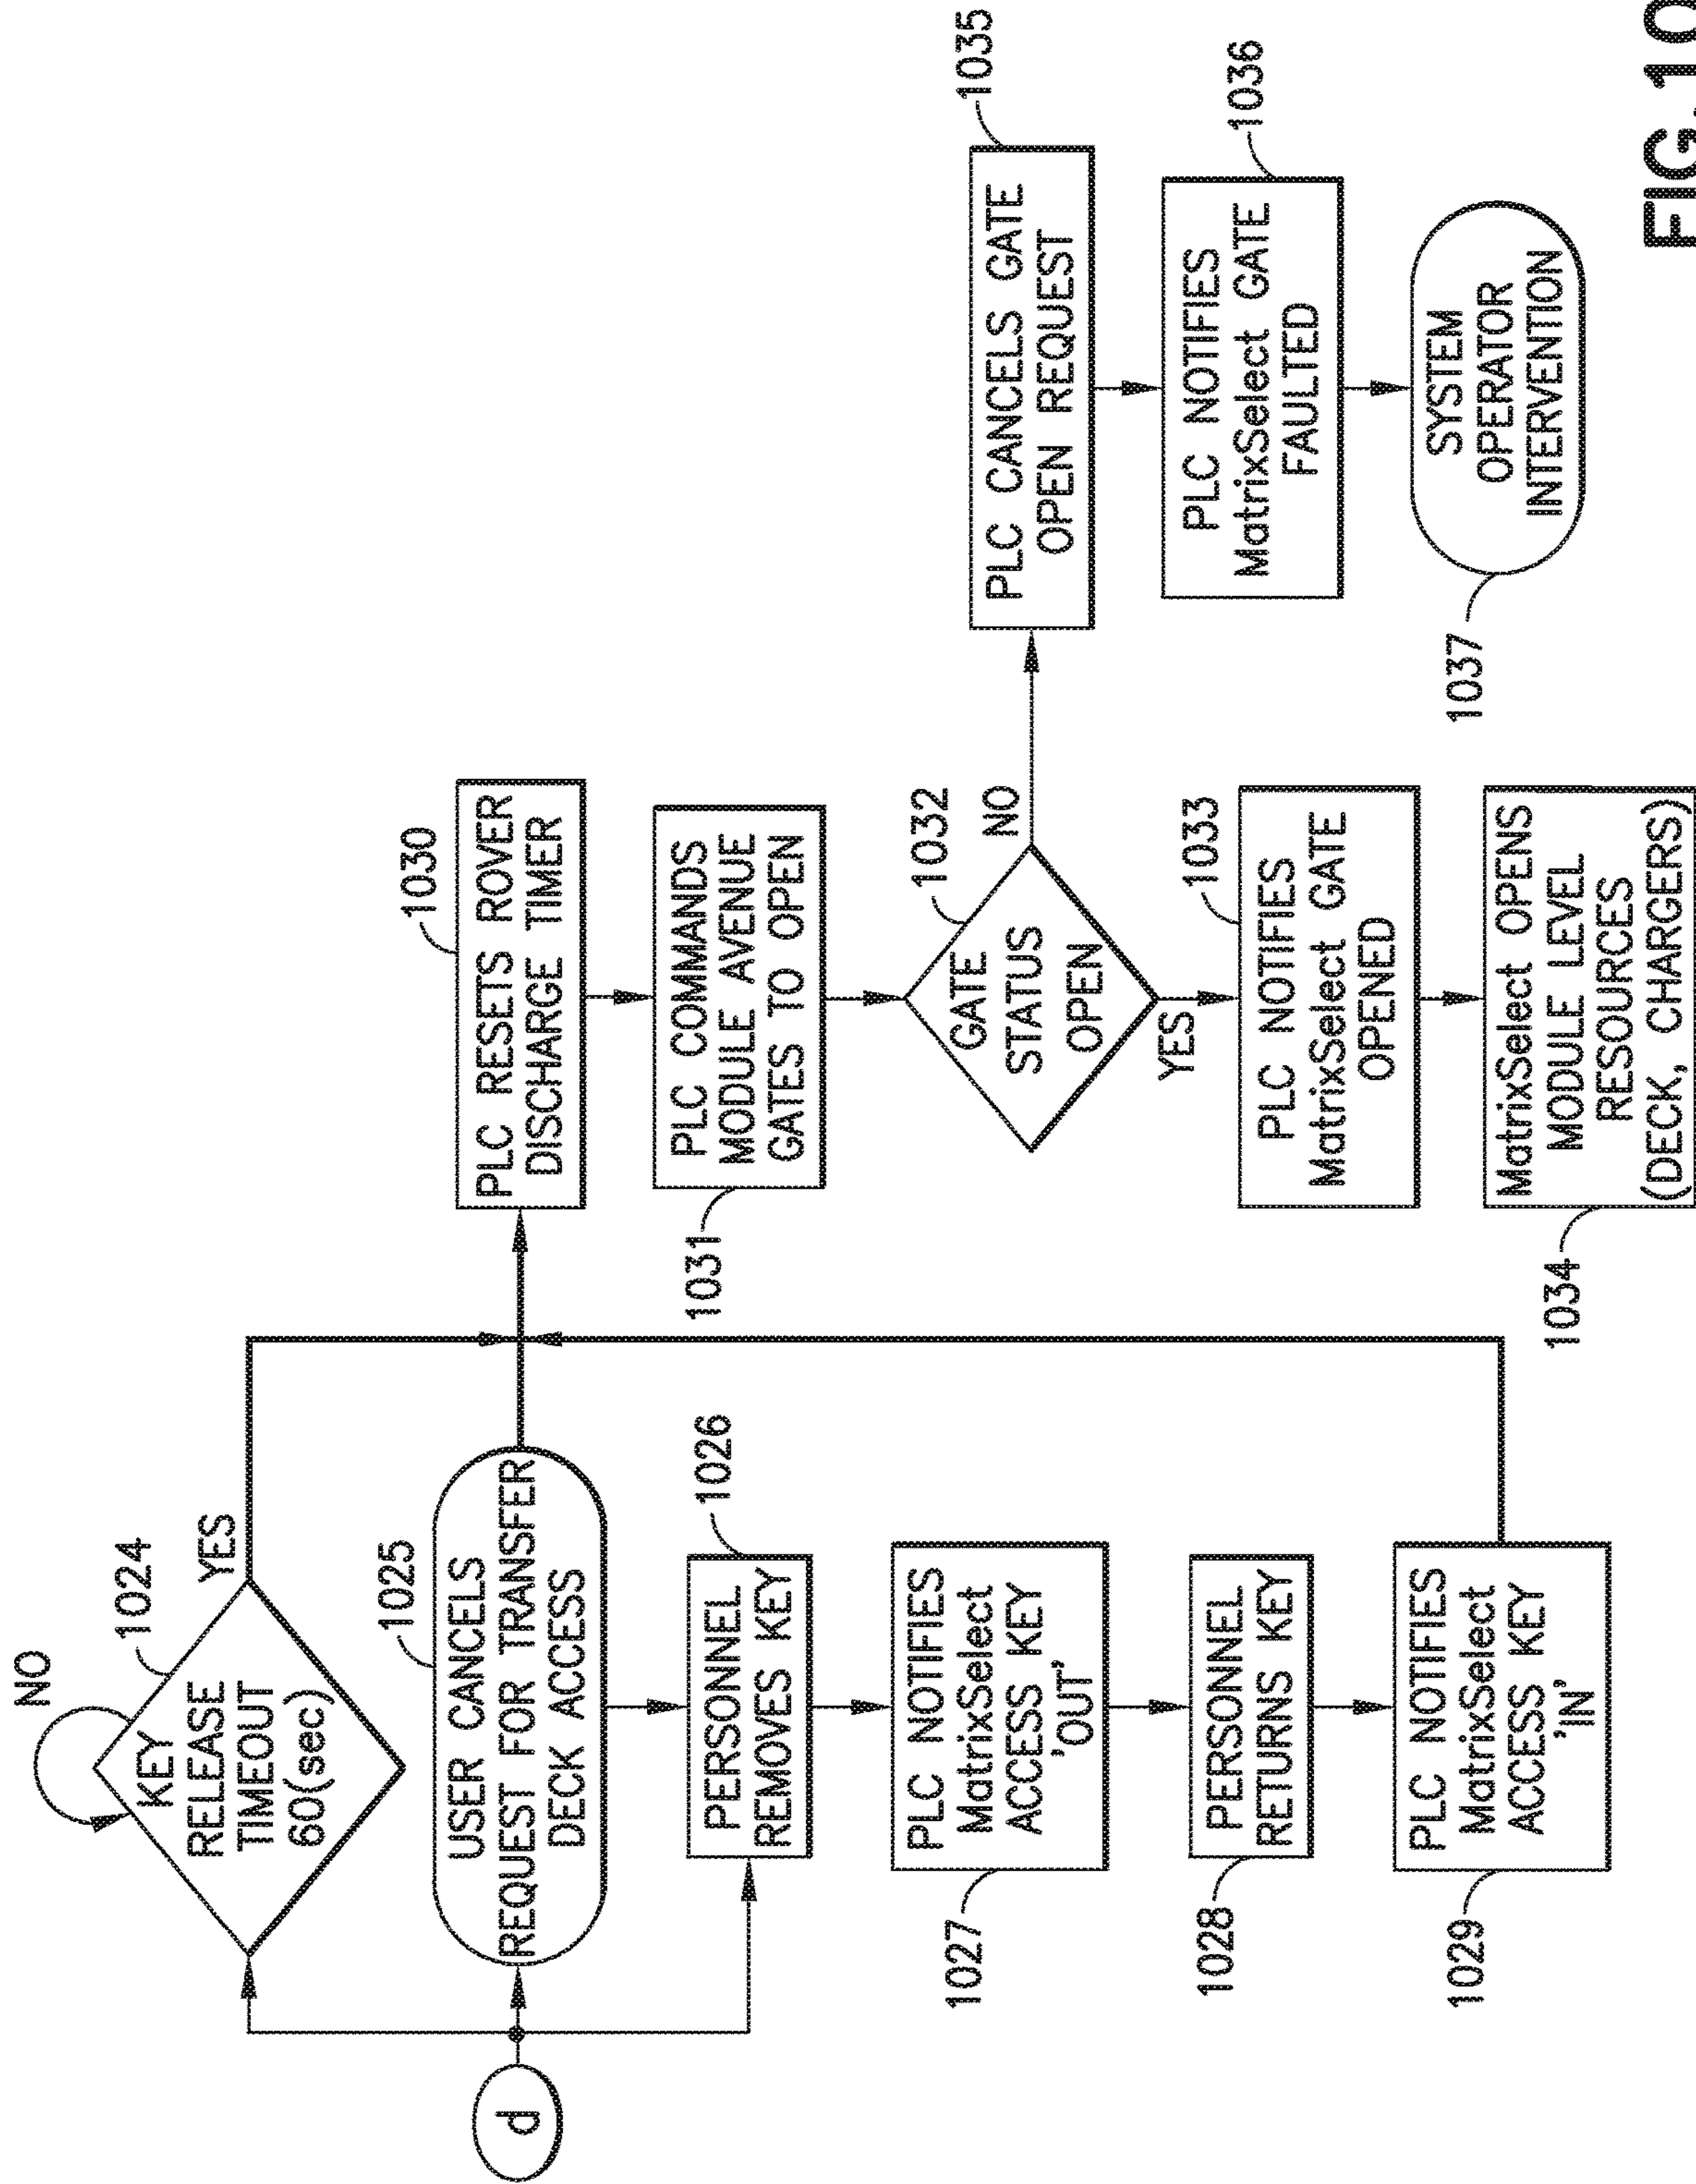 d
NO
1024
KEY
RELEASE
TIMEOUT
60(sec)
YES
1025
USER CANCELS
REQUEST FOR TRANSFER
DECK ACCESS
1026
PERSONNEL
REMOVES KEY
1027
PLC NOTIFIES
MatrixSelect
ACCESS KEY
'OUT'
1028
PERSONNEL
RETURNS KEY
1029
PLC NOTIFIES
MatrixSelect
ACCESS KEY
'IN'
1030
PLC RESETS ROVER
DISCHARGE TIMER
1031
PLC COMMANDS
MODULE AVENUE
GATES TO OPEN
1032
GATE
STATUS
OPEN
NO
YES
1033
PLC NOTIFIES
MatrixSelect GATE
OPENED
1034
MatrixSelect OPENS
MODULE LEVEL
RESOURCES
(DECK, CHARGERS)
1035
PLC CANCELS GATE
OPEN REQUEST
1036
PLC NOTIFIES
MatrixSelect GATE
FAULTED
1037
SYSTEM
OPERATOR
INTERVENTION